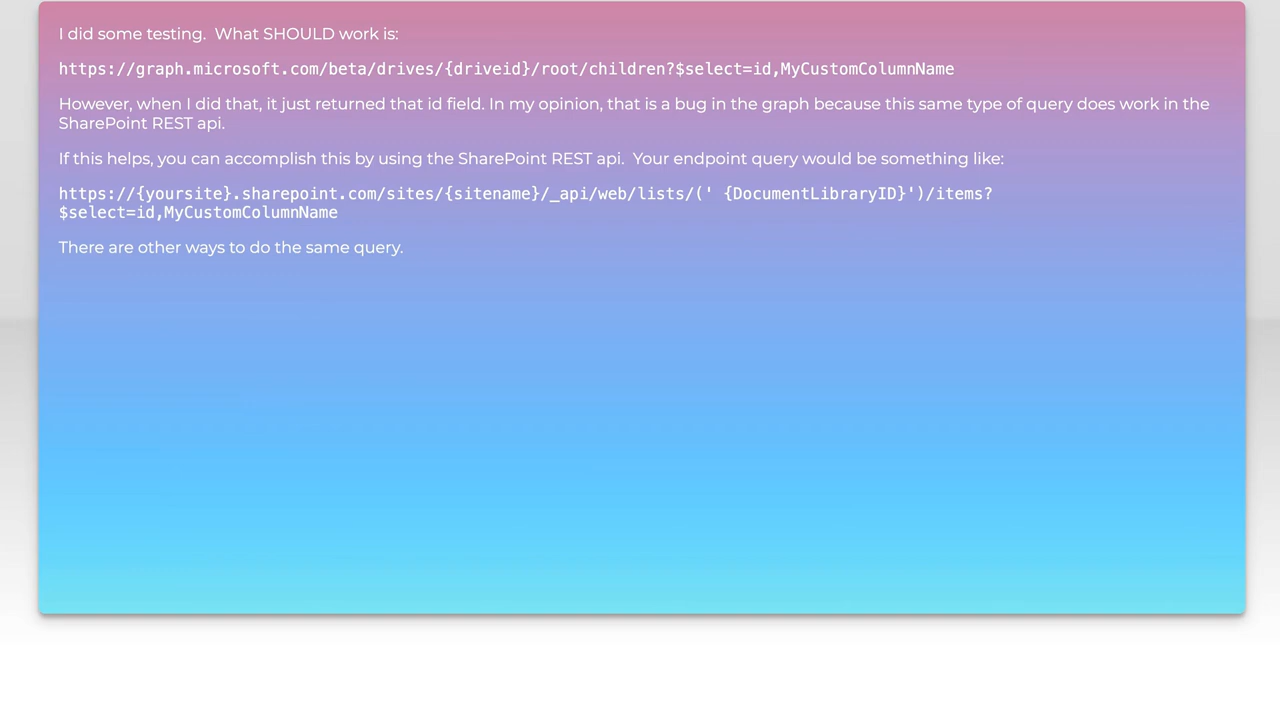 I did some testing.  What SHOULD work is:
https://graph.microsoft.com/beta/drives/{driveid}/root/children?$select=id,MyCustomColumnName
However, when I did that, it just returned that id field. In my opinion, that is a bug in the graph because this same type of query does work in the
SharePoint REST api.
If this helps, you can accomplish this by using the SharePoint REST api.  Your endpoint query would be something like:
https://{yoursite}.sharepoint.com/sites/{sitename}/_api/web/lists/(' {DocumentLibraryID}')/items?
$select=id,MyCustomColumnName
There are other ways to do the same query.